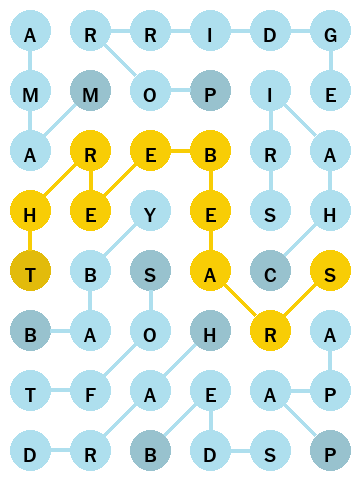 A R R I D G
M M O P I E
A R E B R A
H E Y E S H
T B S A C S
B A O H R A
T F A E A P
D R B D S P